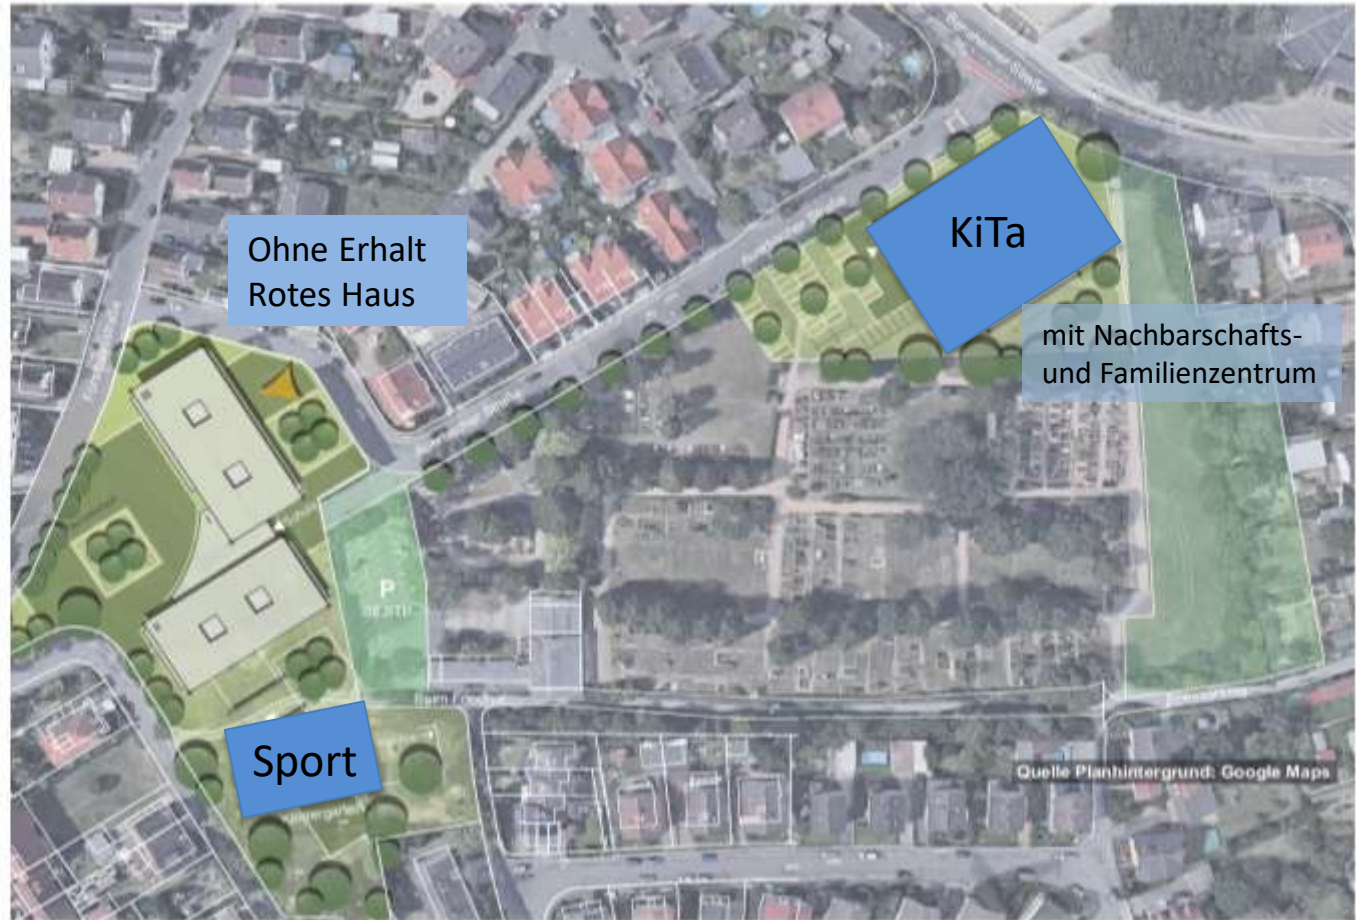 Ohne Erhalt
Rotes Haus
KiTa
mit Nachbarschafts-
und Familienzentrum
P
Sport
Quelle Planhintergrund: Google Maps